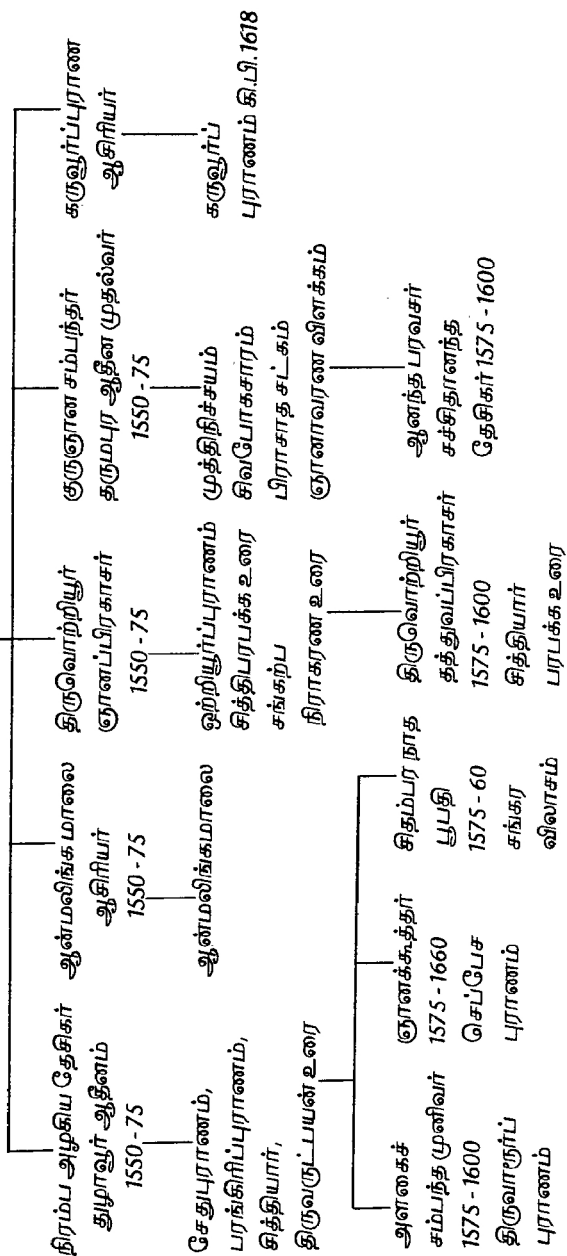 நிரம்ப அழகிய தேசிகர்
துழாவூர் ஆதீனம்
1550 - 75
சேதுபுராணம்,
பரங்கிரிப்புராணம்,
சித்தியார்,
திருவருட்பயன் உரை
அளகைச்
சம்பந்த முனிவர்
1575 - 1600
திருவாரூர்ப்
புராணம்
ஞானக்கூத்தர்
1575 - 1660
செப்பேச
புராணம்
சிதம்பர நாத
பூபதி
1575 - 60
சங்கர
விலாசம்
ஆன்மலிங்க மாலை
ஆசிரியர்
1550 - 75
ஆன்மலிங்கமாலை
திருவொற்றியூர்
ஞானப்பிரகாசர்
1550 - 75
ஒற்றியூர்ப்புராணம்
சித்திபரபக்க உரை
சங்கற்ப
நிராகரண உரை
திருவொற்றியூர்
தத்துவப்பிரகாசர்
1575 - 1600
சித்தியார்
பரபக்க உரை
குருஞான சம்பந்தர்
தருமபுர ஆதீன முதல்வர்
1550 - 75
முத்திநிச்சயம்
சிவபோகசாரம்
பிராசாத சட்கம்
ஞானாவரண விளக்கம்
ஆனந்த பரவசர்
சச்சிதானந்த
தேசிகர் 1575 - 1600
கருவூர்ப்புராண
ஆசிரியர்
கருவூர்ப்
புராணம் கி.பி.1618